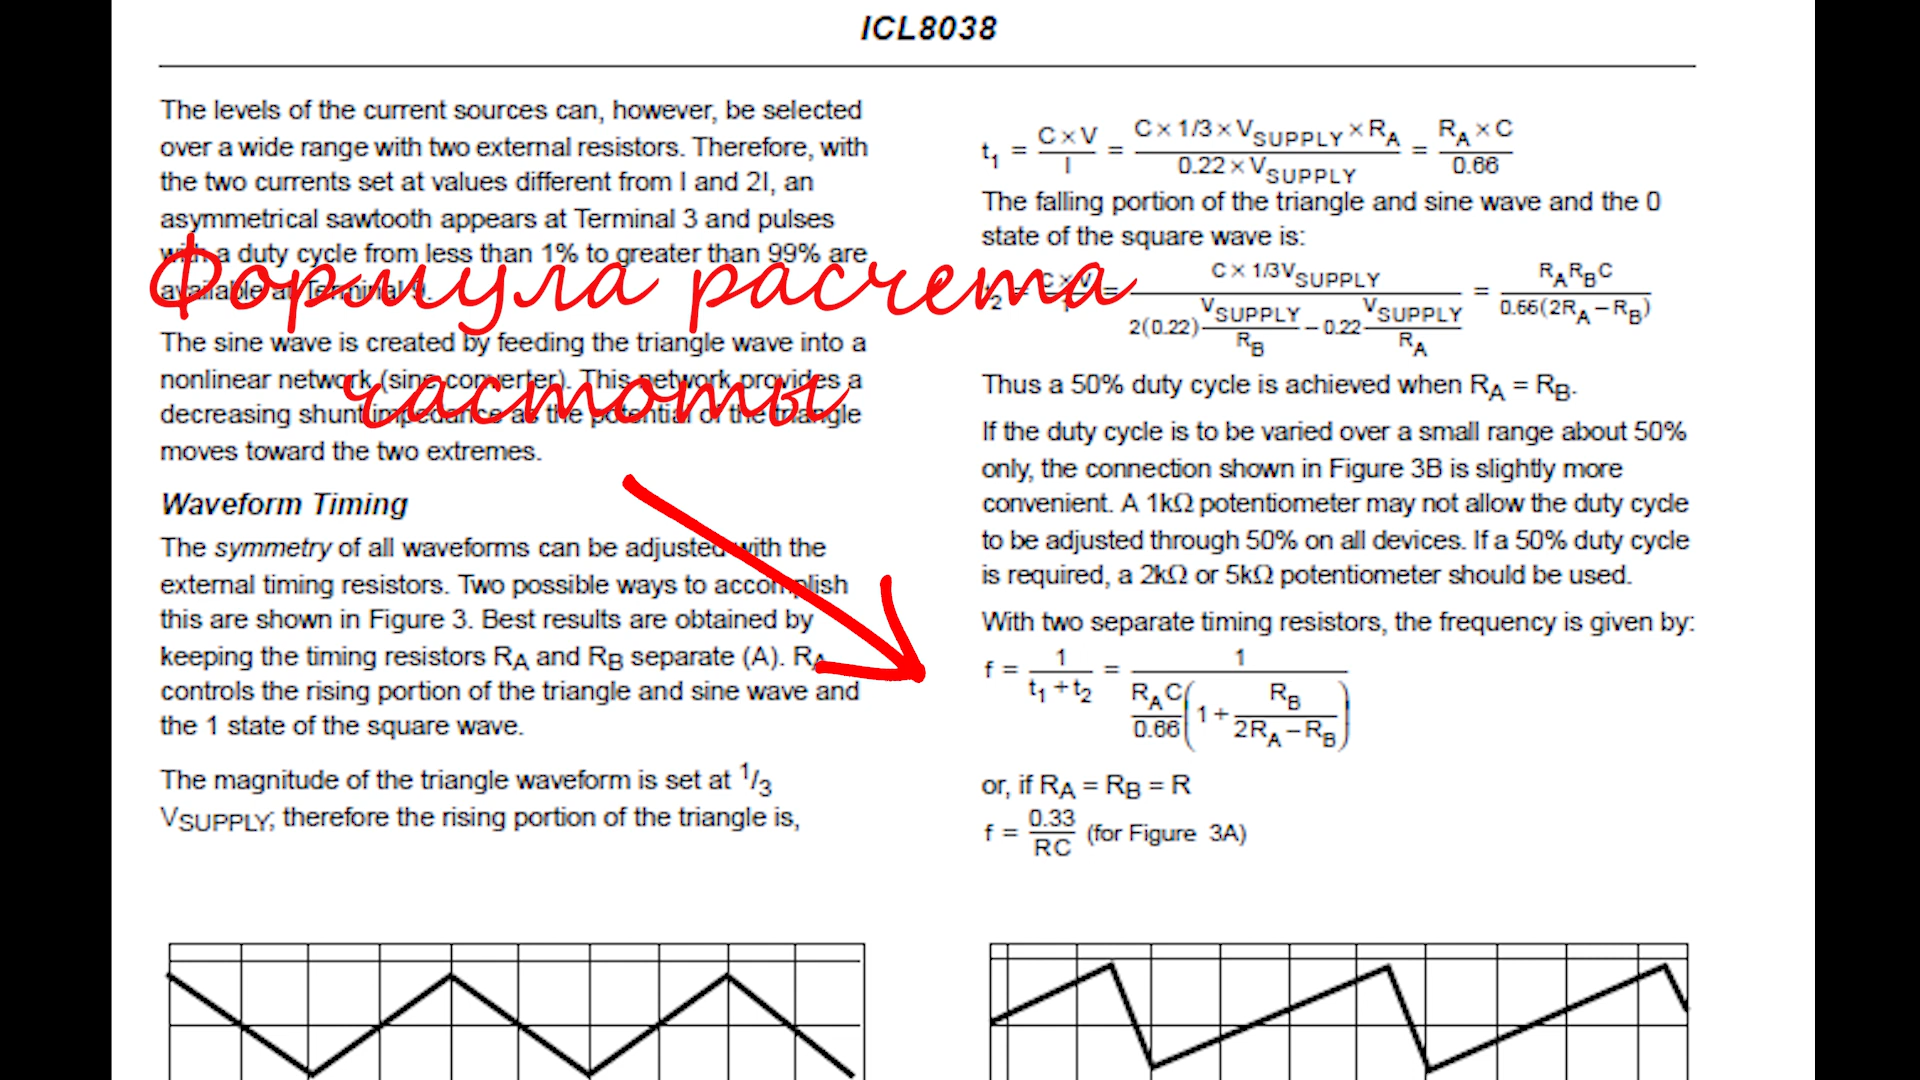 ICL8038
The levels of the current sources can, however, be selected
over a wide range with two external resistors. Therefore, with
the two currents set at values different from I and 2I, an
asymmetrical sawtooth appears at Terminal 3 and pulses
with a duty cycle from less than 1% to greater than 99% are
available at Terminal 9.
Формула расчета
частоты
The sine wave is created by feeding the triangle wave into a
nonlinear network (sine converter). This network provides a
decreasing shunt impedance as the potential of the triangle
moves toward the two extremes.
Waveform Timing
The symmetry of all waveforms can be adjusted with the
external timing resistors. Two possible ways to accomplish
this are shown in Figure 3. Best results are obtained by
keeping the timing resistors RA and RB separate (A). RA
controls the rising portion of the triangle and sine wave and
the 1 state of the square wave.
The magnitude of the triangle waveform is set at 1/3
VSUPPLY; therefore the rising portion of the triangle is,
t1 = C × V / I = C × 1/3 × VSUPPLY × RA / 0.22 × VSUPPLY = RA × C / 0.66
The falling portion of the triangle and sine wave and the 0
state of the square wave is:
t2 = C × V / I = C × 1/3VSUPPLY / 2(0.22) VSUPPLY / RB – 0.22 VSUPPLY / RA = RARBC / 0.66(2RA – RB)
Thus a 50% duty cycle is achieved when RA = RB.
If the duty cycle is to be varied over a small range about 50%
only, the connection shown in Figure 3B is slightly more
convenient. A 1kΩ potentiometer may not allow the duty cycle
to be adjusted through 50% on all devices. If a 50% duty cycle
is required, a 2kΩ or 5kΩ potentiometer should be used.
With two separate timing resistors, the frequency is given by:
f = 1 / t1 + t2 = 1 / RAC / 0.66 (1 + RB / 2RA – RB)
or, if RA = RB = R
f = 0.33 / RC (for Figure 3A)